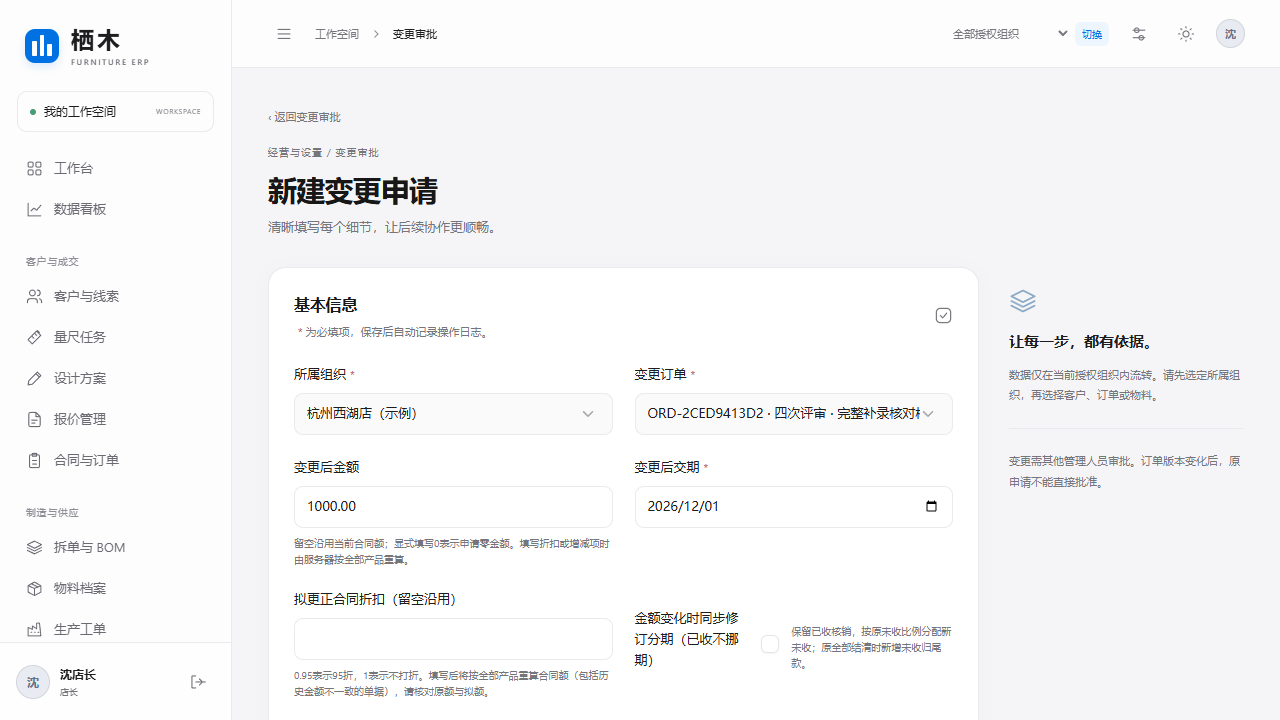 栖木
FURNITURE ERP
我的工作空间
WORKSPACE
工作台
数据看板
客户与成交
客户与线索
量尺任务
设计方案
报价管理
合同与订单
制造与供应
拆单与 BOM
物料档案
生产工单
沈
沈店长
店长
工作空间
变更审批
全部授权组织
切换
沈
‹ 返回变更审批
经营与设置 / 变更审批
新建变更申请
清晰填写每个细节，让后续协作更顺畅。
基本信息
* 为必填项，保存后自动记录操作日志。
所属组织 *
杭州西湖店（示例）
变更订单 *
ORD-2CED9413D2 · 四次评审 · 完整补录核对
变更后金额
1000.00
留空沿用当前合同额；显式填写0表示申请零金额。填写折扣或增减项时
由服务器按全部产品重算。
变更后交期 *
2026/12/01
拟更正合同折扣（留空沿用）
0.95表示95折，1表示不打折。填写后将按全部产品重算合同额（包括历
史金额不一致的单据），请核对原额与拟额。
金额变化时同步修
订分期（已收不挪
期）
保留已收核销，按原未收比例分配新
未收；原全部结清时新增未收归尾
款。
让每一步，都有依据。
数据仅在当前授权组织内流转。请先选定所属组
织，再选择客户、订单或物料。
变更需其他管理人员审批。订单版本变化后，原
申请不能直接批准。